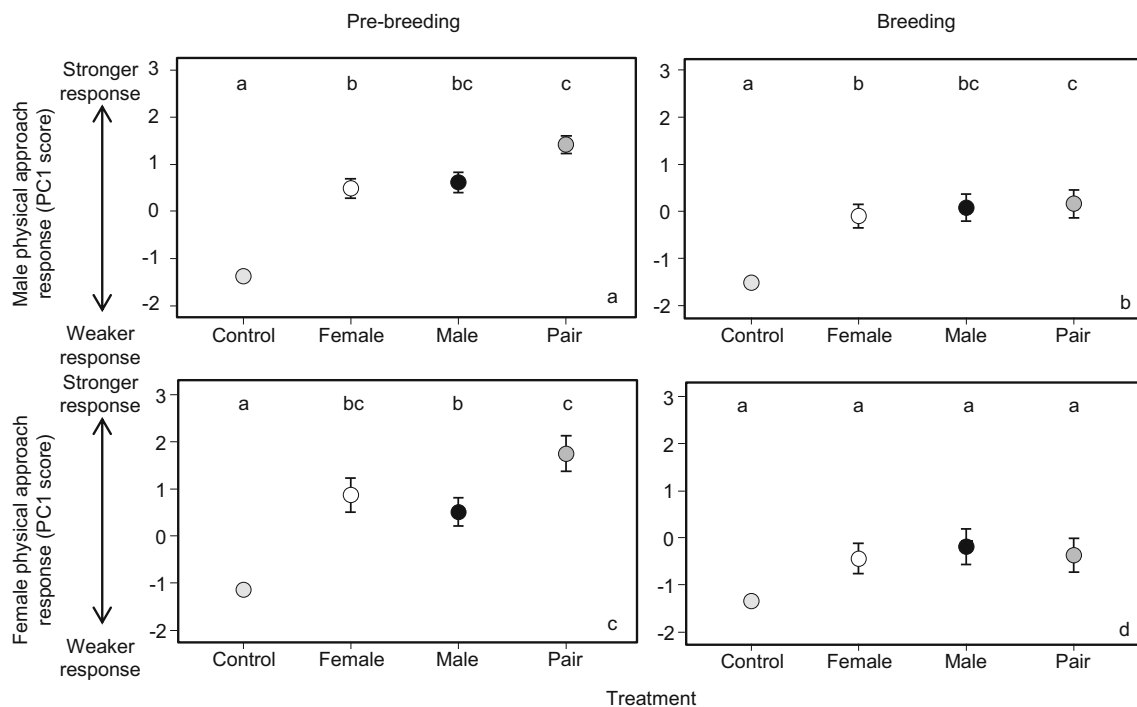 Pre-breeding
Breeding
Male physical approach
response (PC1 score)
Stronger
response
Weaker
response
3
2
1
0
-1
-2
a b bc c
a
Control Female Male Pair
3
2
1
0
-1
-2
a b bc c
b
Control Female Male Pair
Female physical approach
response (PC1 score)
Stronger
response
Weaker
response
3
2
1
0
-1
-2
a bc b c
c
Control Female Male Pair
3
2
1
0
-1
-2
a a a a
d
Control Female Male Pair
Treatment